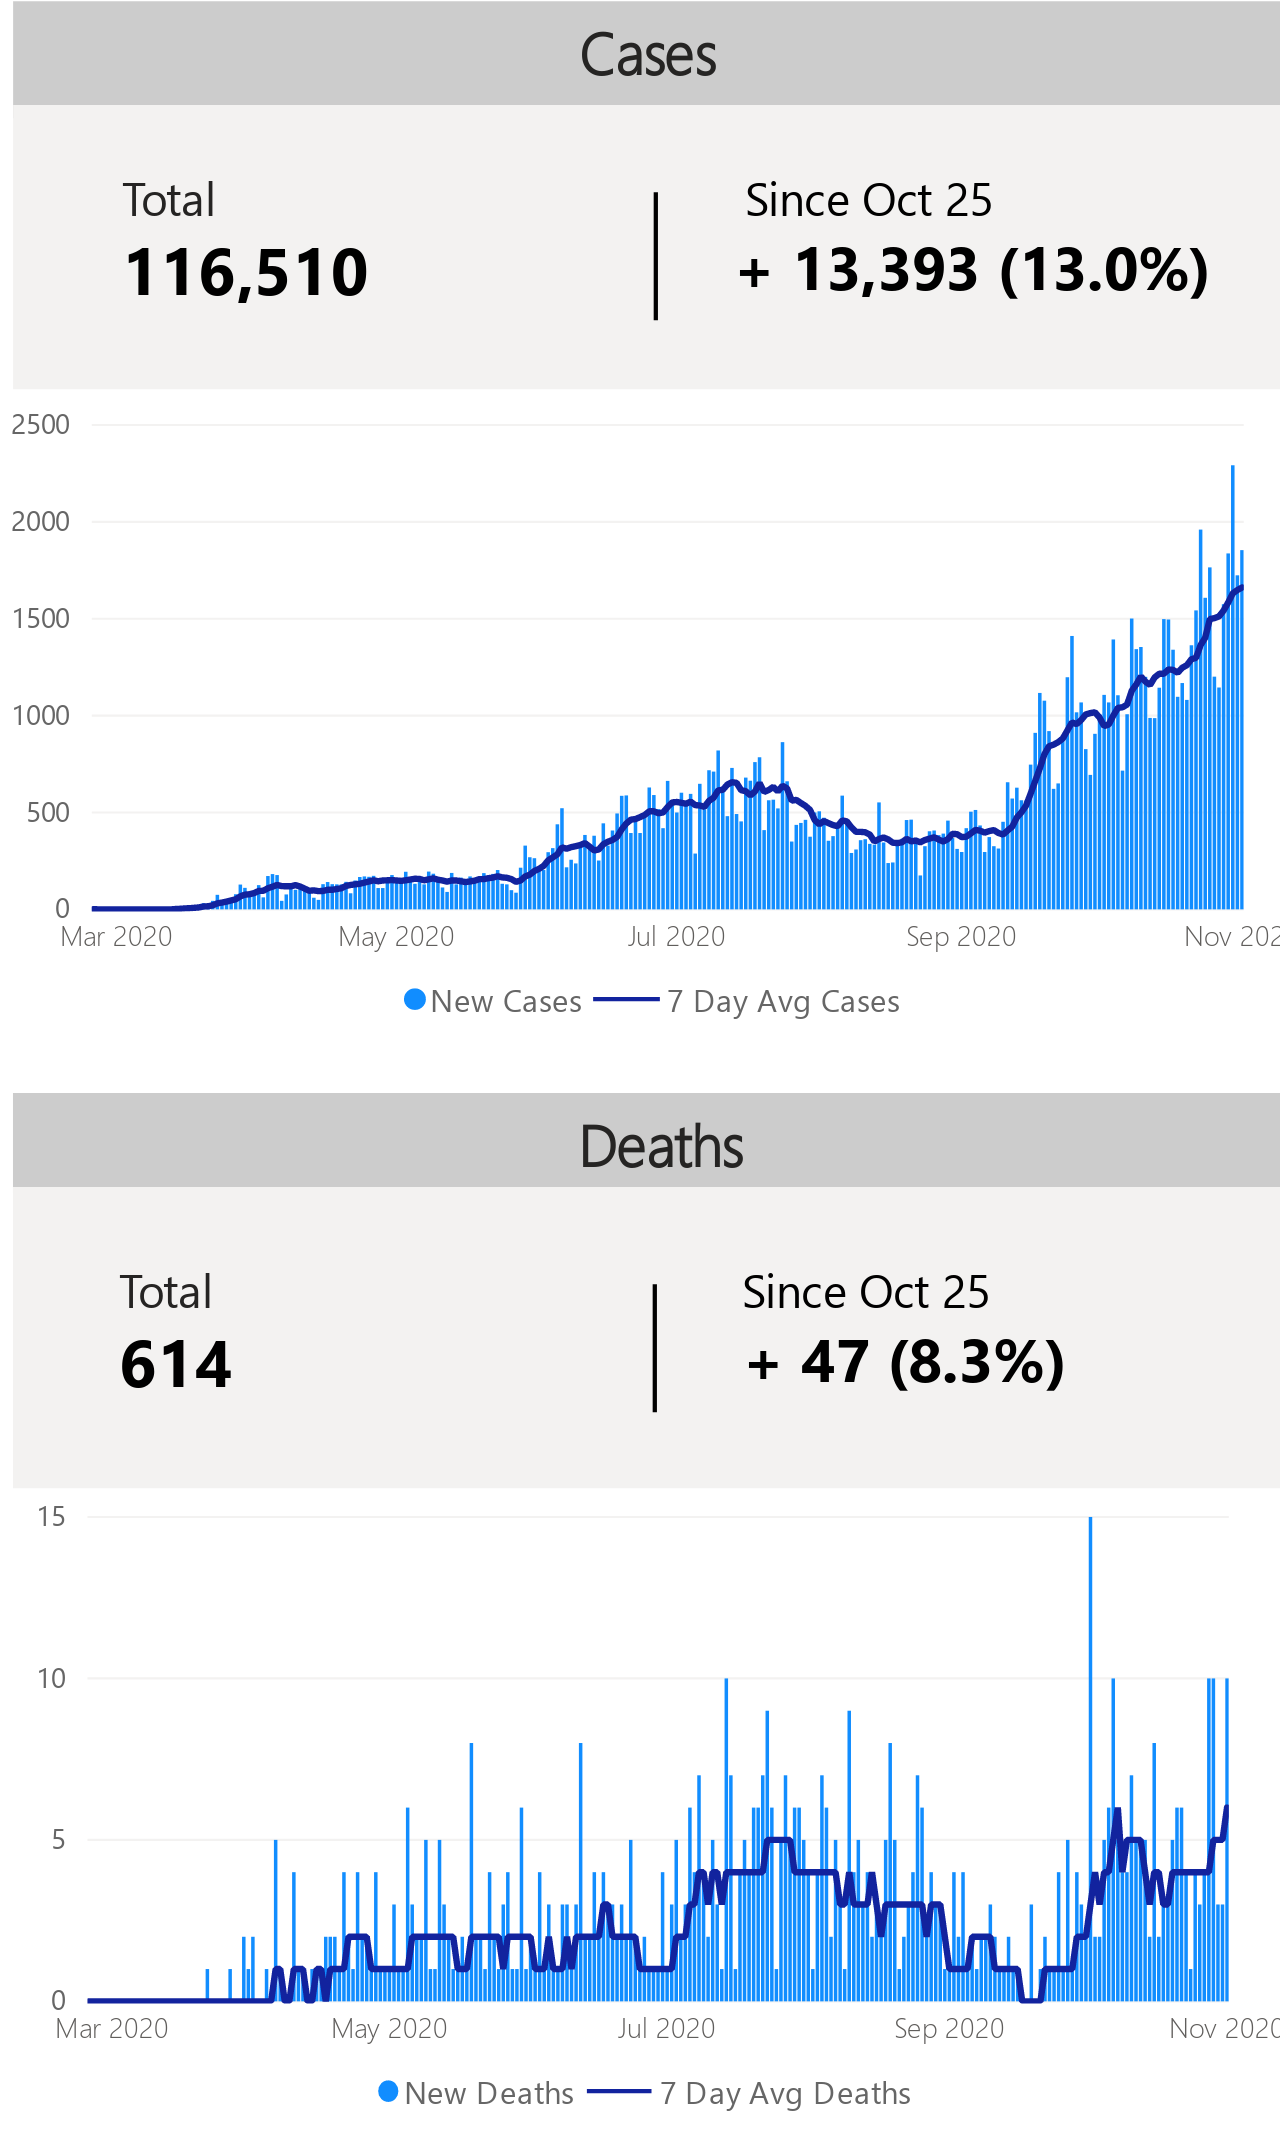 Cases
Total
Since Oct 25
116,510
+ 13,393 (13.0%)
2500
2000
1500
1000
500
0
Mar 2020 May 2020 Jul 2020 Sep 2020 Nov 202
New Cases 7 Day Avg Cases
Deaths
Total
Since Oct 25
614
+ 47 (8.3%)
15
10
5
0
Mar 2020 May 2020 Jul 2020 Sep 2020 Nov 2020
New Deaths 7 Day Avg Deaths